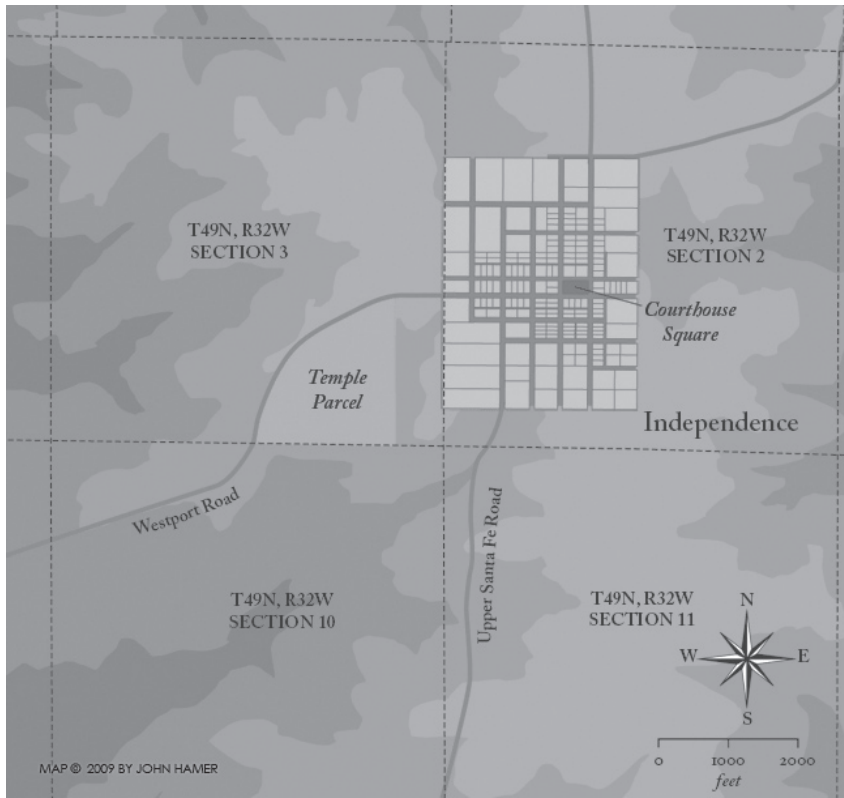 T49N, R32W
SECTION 3
T49N, R32W
SECTION 2
Courthouse
Square
Temple
Parcel
Independence
Westport Road
Upper Santa Fe Road
T49N, R32W
SECTION 10
T49N, R32W
SECTION 11
N
W
E
S
0 1000 2000
feet
MAP © 2009 BY JOHN HAMER